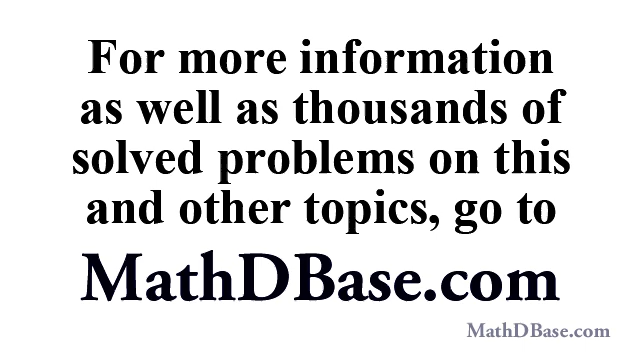 For more information
as well as thousands of
solved problems on this
and other topics, go to
MathDBase.com
MathDBase.com